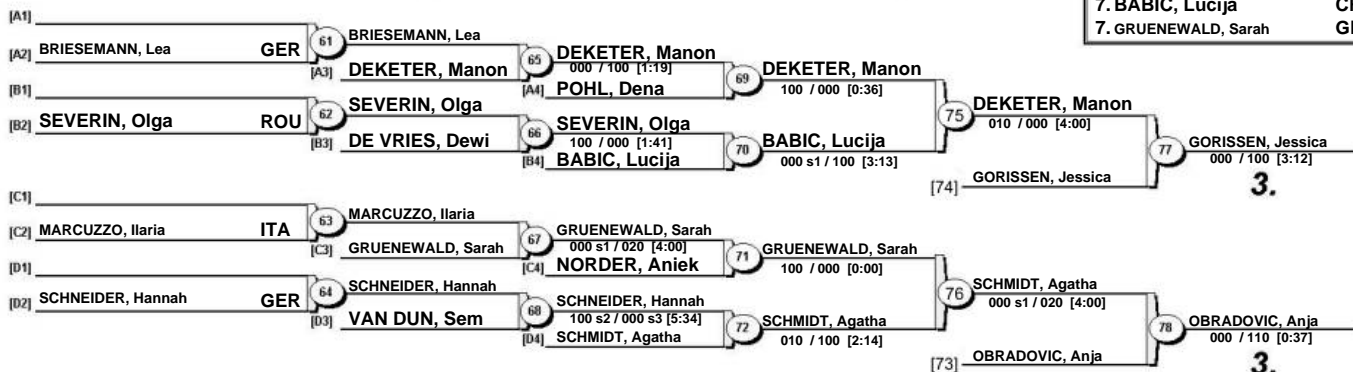 7. BABIC, Lucija
7. GRUENEWALD, Sarah
[A1]
[A2] BRIESEMANN, Lea GER
61
BRIESEMANN, Lea
[A3] DEKETER, Manon
65
DEKETER, Manon
000 / 100 [1:19]
[A4] POHL, Dena
69
DEKETER, Manon
100 / 000 [0:36]
[B1]
[B2] SEVERIN, Olga ROU
62
SEVERIN, Olga
[B3] DE VRIES, Dewi
66
SEVERIN, Olga
100 / 000 [1:41]
[B4] BABIC, Lucija
70
BABIC, Lucija
000 s1 / 100 [3:13]
75
DEKETER, Manon
010 / 000 [4:00]
[74] GORISSEN, Jessica
77
GORISSEN, Jessica
000 / 100 [3:12]
3.
[C1]
[C2] MARCUZZO, Ilaria ITA
63
MARCUZZO, Ilaria
[C3] GRUENEWALD, Sarah
67
GRUENEWALD, Sarah
000 s1 / 020 [4:00]
[C4] NORDER, Aniek
71
GRUENEWALD, Sarah
100 / 000 [0:00]
[D1]
[D2] SCHNEIDER, Hannah GER
64
SCHNEIDER, Hannah
[D3] VAN DUN, Sem
68
SCHNEIDER, Hannah
100 s2 / 000 s3 [5:34]
[D4] SCHMIDT, Agatha
72
SCHMIDT, Agatha
010 / 100 [2:14]
76
SCHMIDT, Agatha
000 s1 / 020 [4:00]
[73] OBRADOVIC, Anja
78
OBRADOVIC, Anja
000 / 110 [0:37]
3.